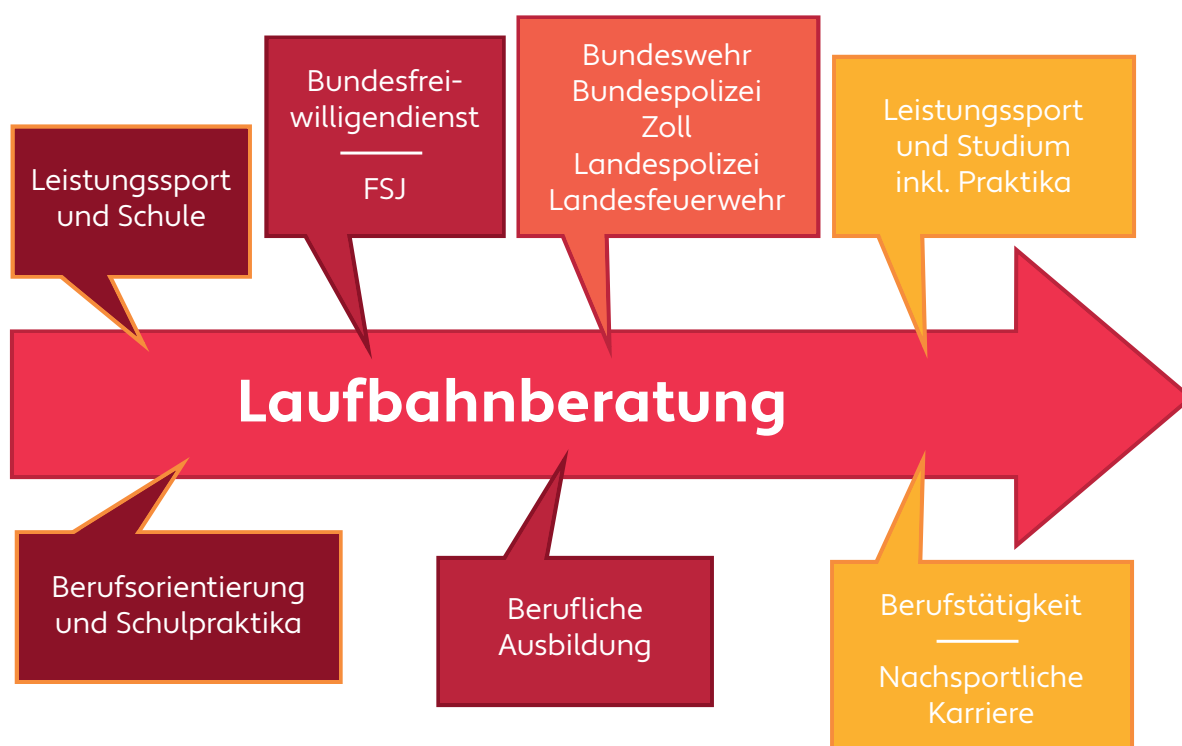 Leistungssport
und Schule
Bundesfrei-
willigendienst
FSJ
Bundeswehr
Bundespolizei
Zoll
Landespolizei
Landesfeuerwehr
Leistungssport
und Studium
inkl. Praktika
Laufbahnberatung
Berufsorientierung
und Schulpraktika
Berufliche
Ausbildung
Berufstätigkeit
Nachsportliche
Karriere